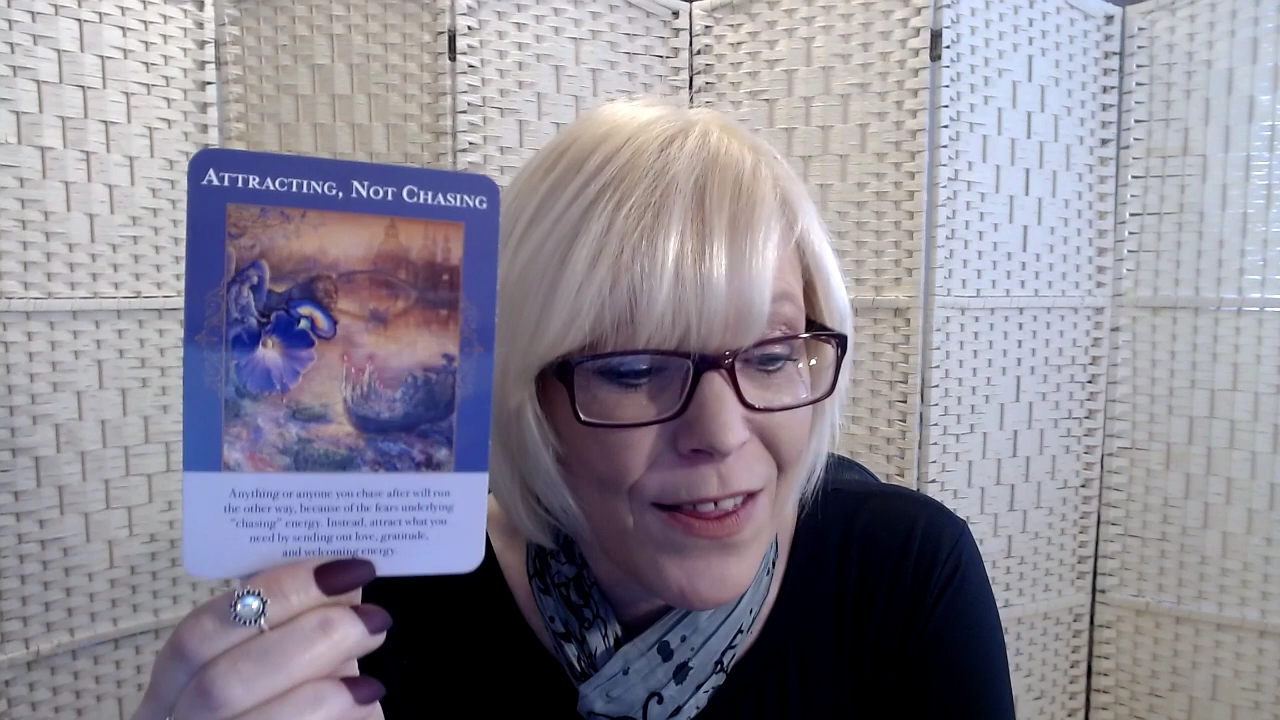 ATTRACTING, NOT CHASING
Anything or anyone you chase after will run
the other way, because of the fears underlying
"chasing" energy. Instead, attract what you
need by sending out love, gratitude,
and welcoming energy.